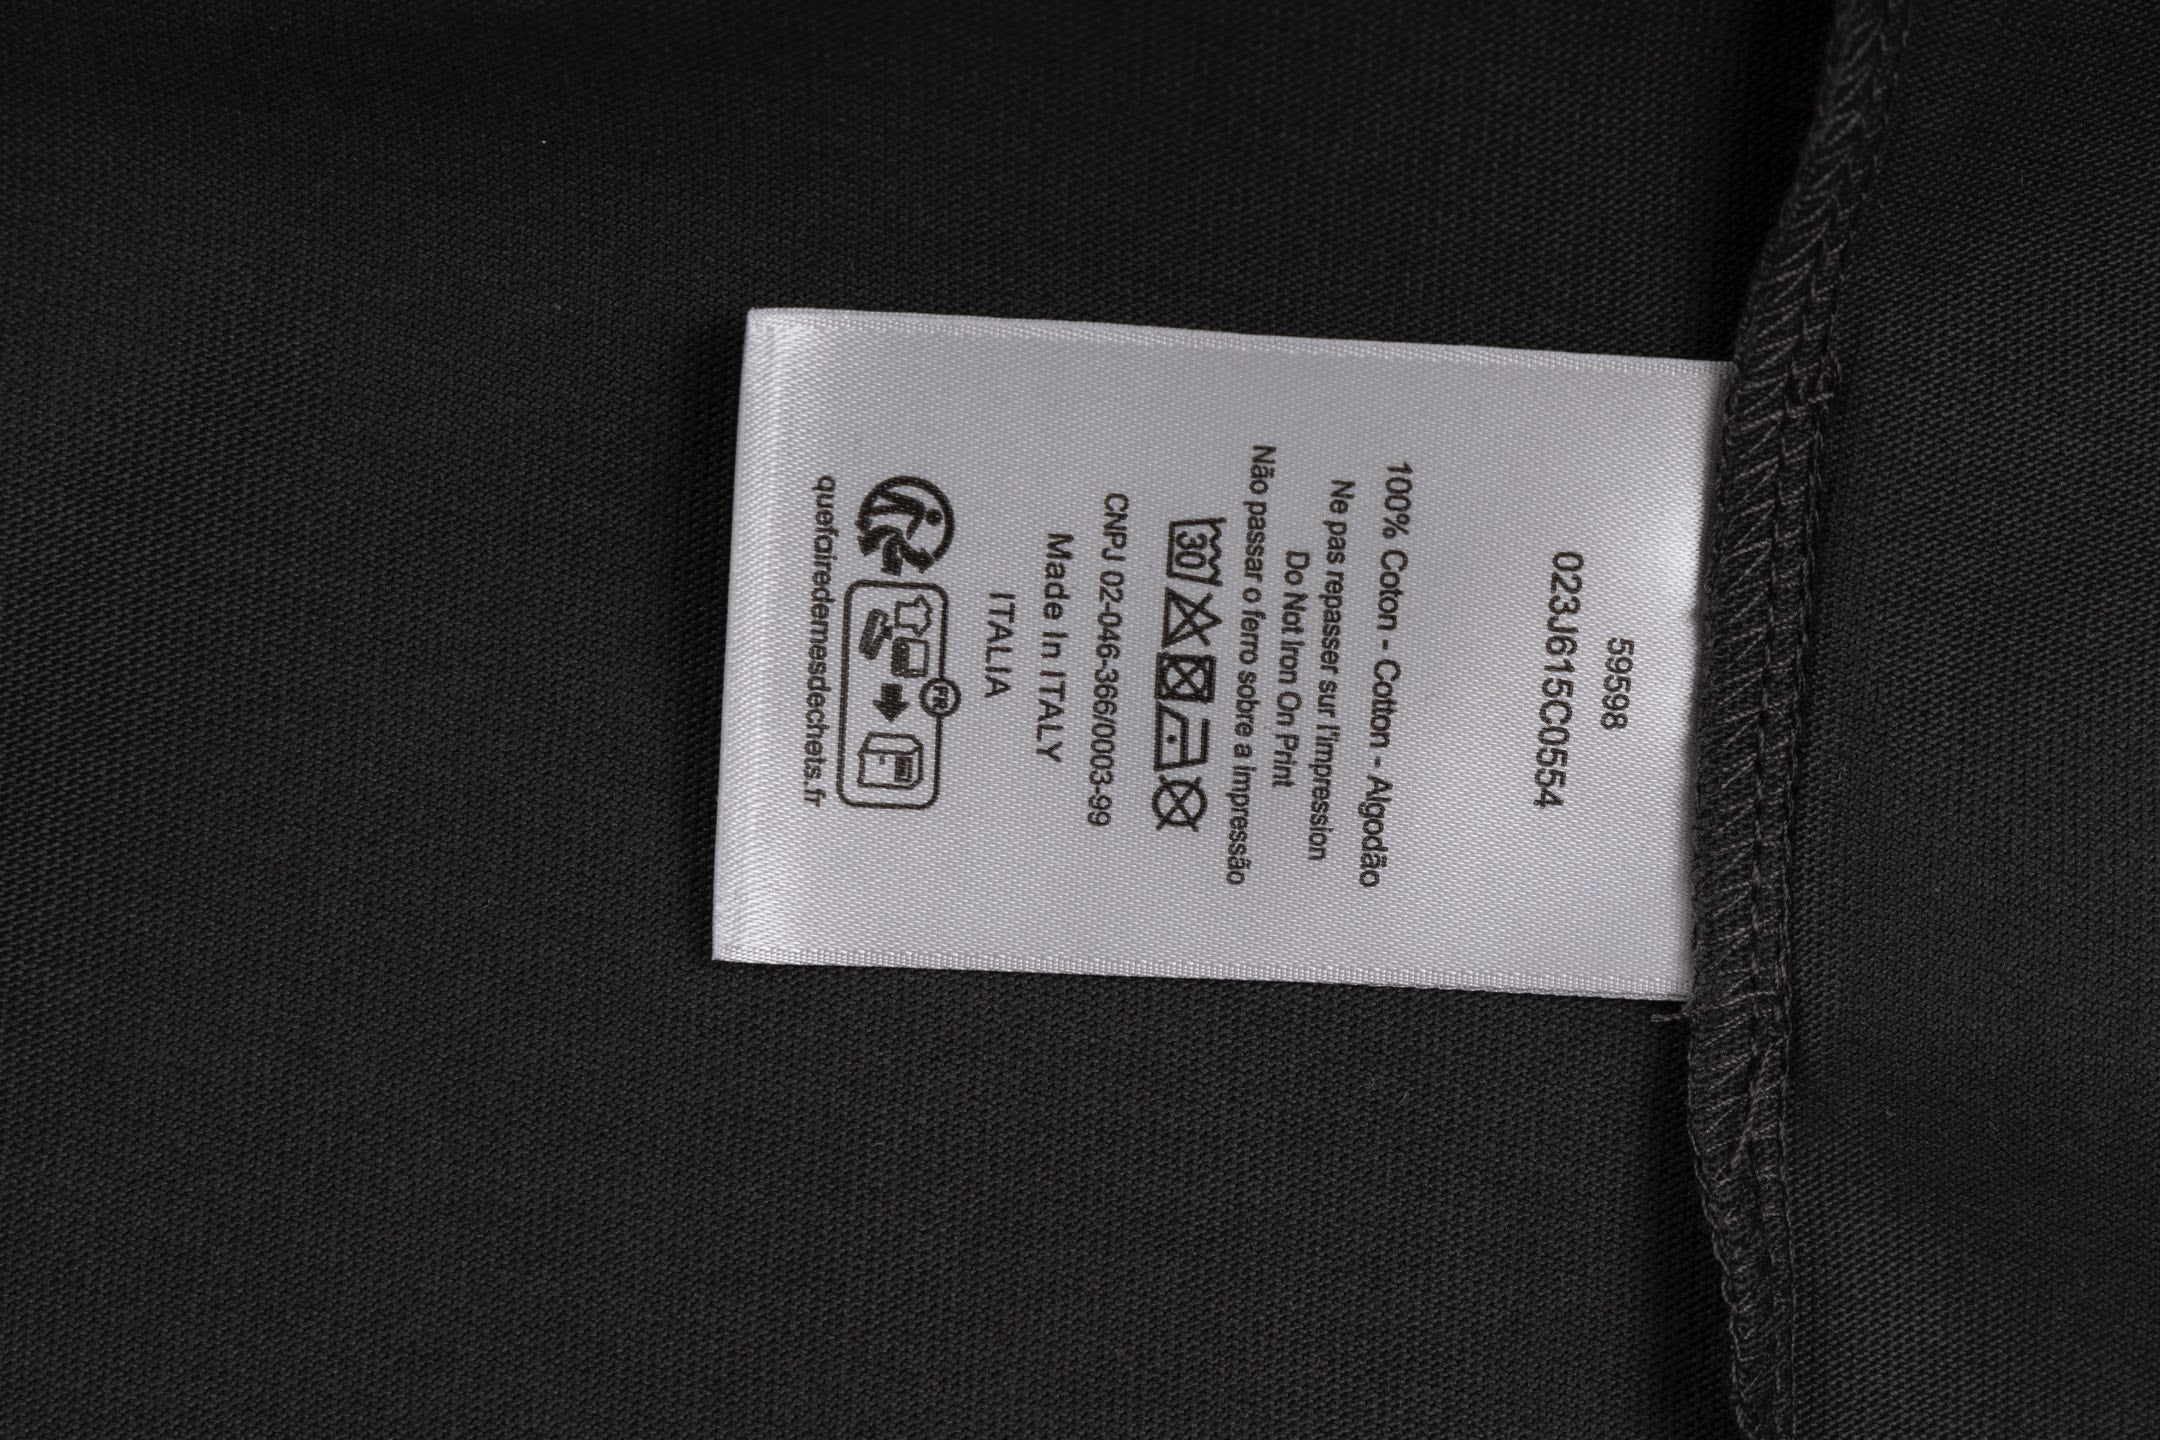 59598
023J615C0554
100% Coton - Cotton - Algodão
Ne pas repasser sur l'impression
Do Not Iron On Print
Não passar o ferro sobre a impressão
30
CNPJ 02-046-366/0003-99
Made In ITALY
ITALIA
FR
quefairedemesdechets.fr